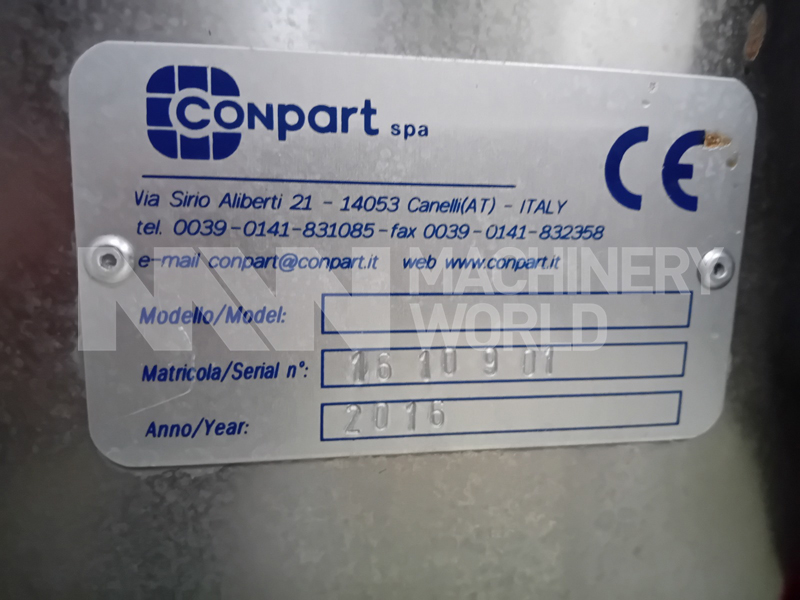 CONpart spa
CE
Via Sirio Aliberti 21 - 14053 Canelli(AT) - ITALY
tel. 0039-0141-831085-fax 0039-0141-832358
e-mail conpart@conpart.it web www.conpart.it
MW MACHINERY WORLD
Modello/Model:
Matricola/Serial n°: 16 10 9 01
Anno/Year: 2016